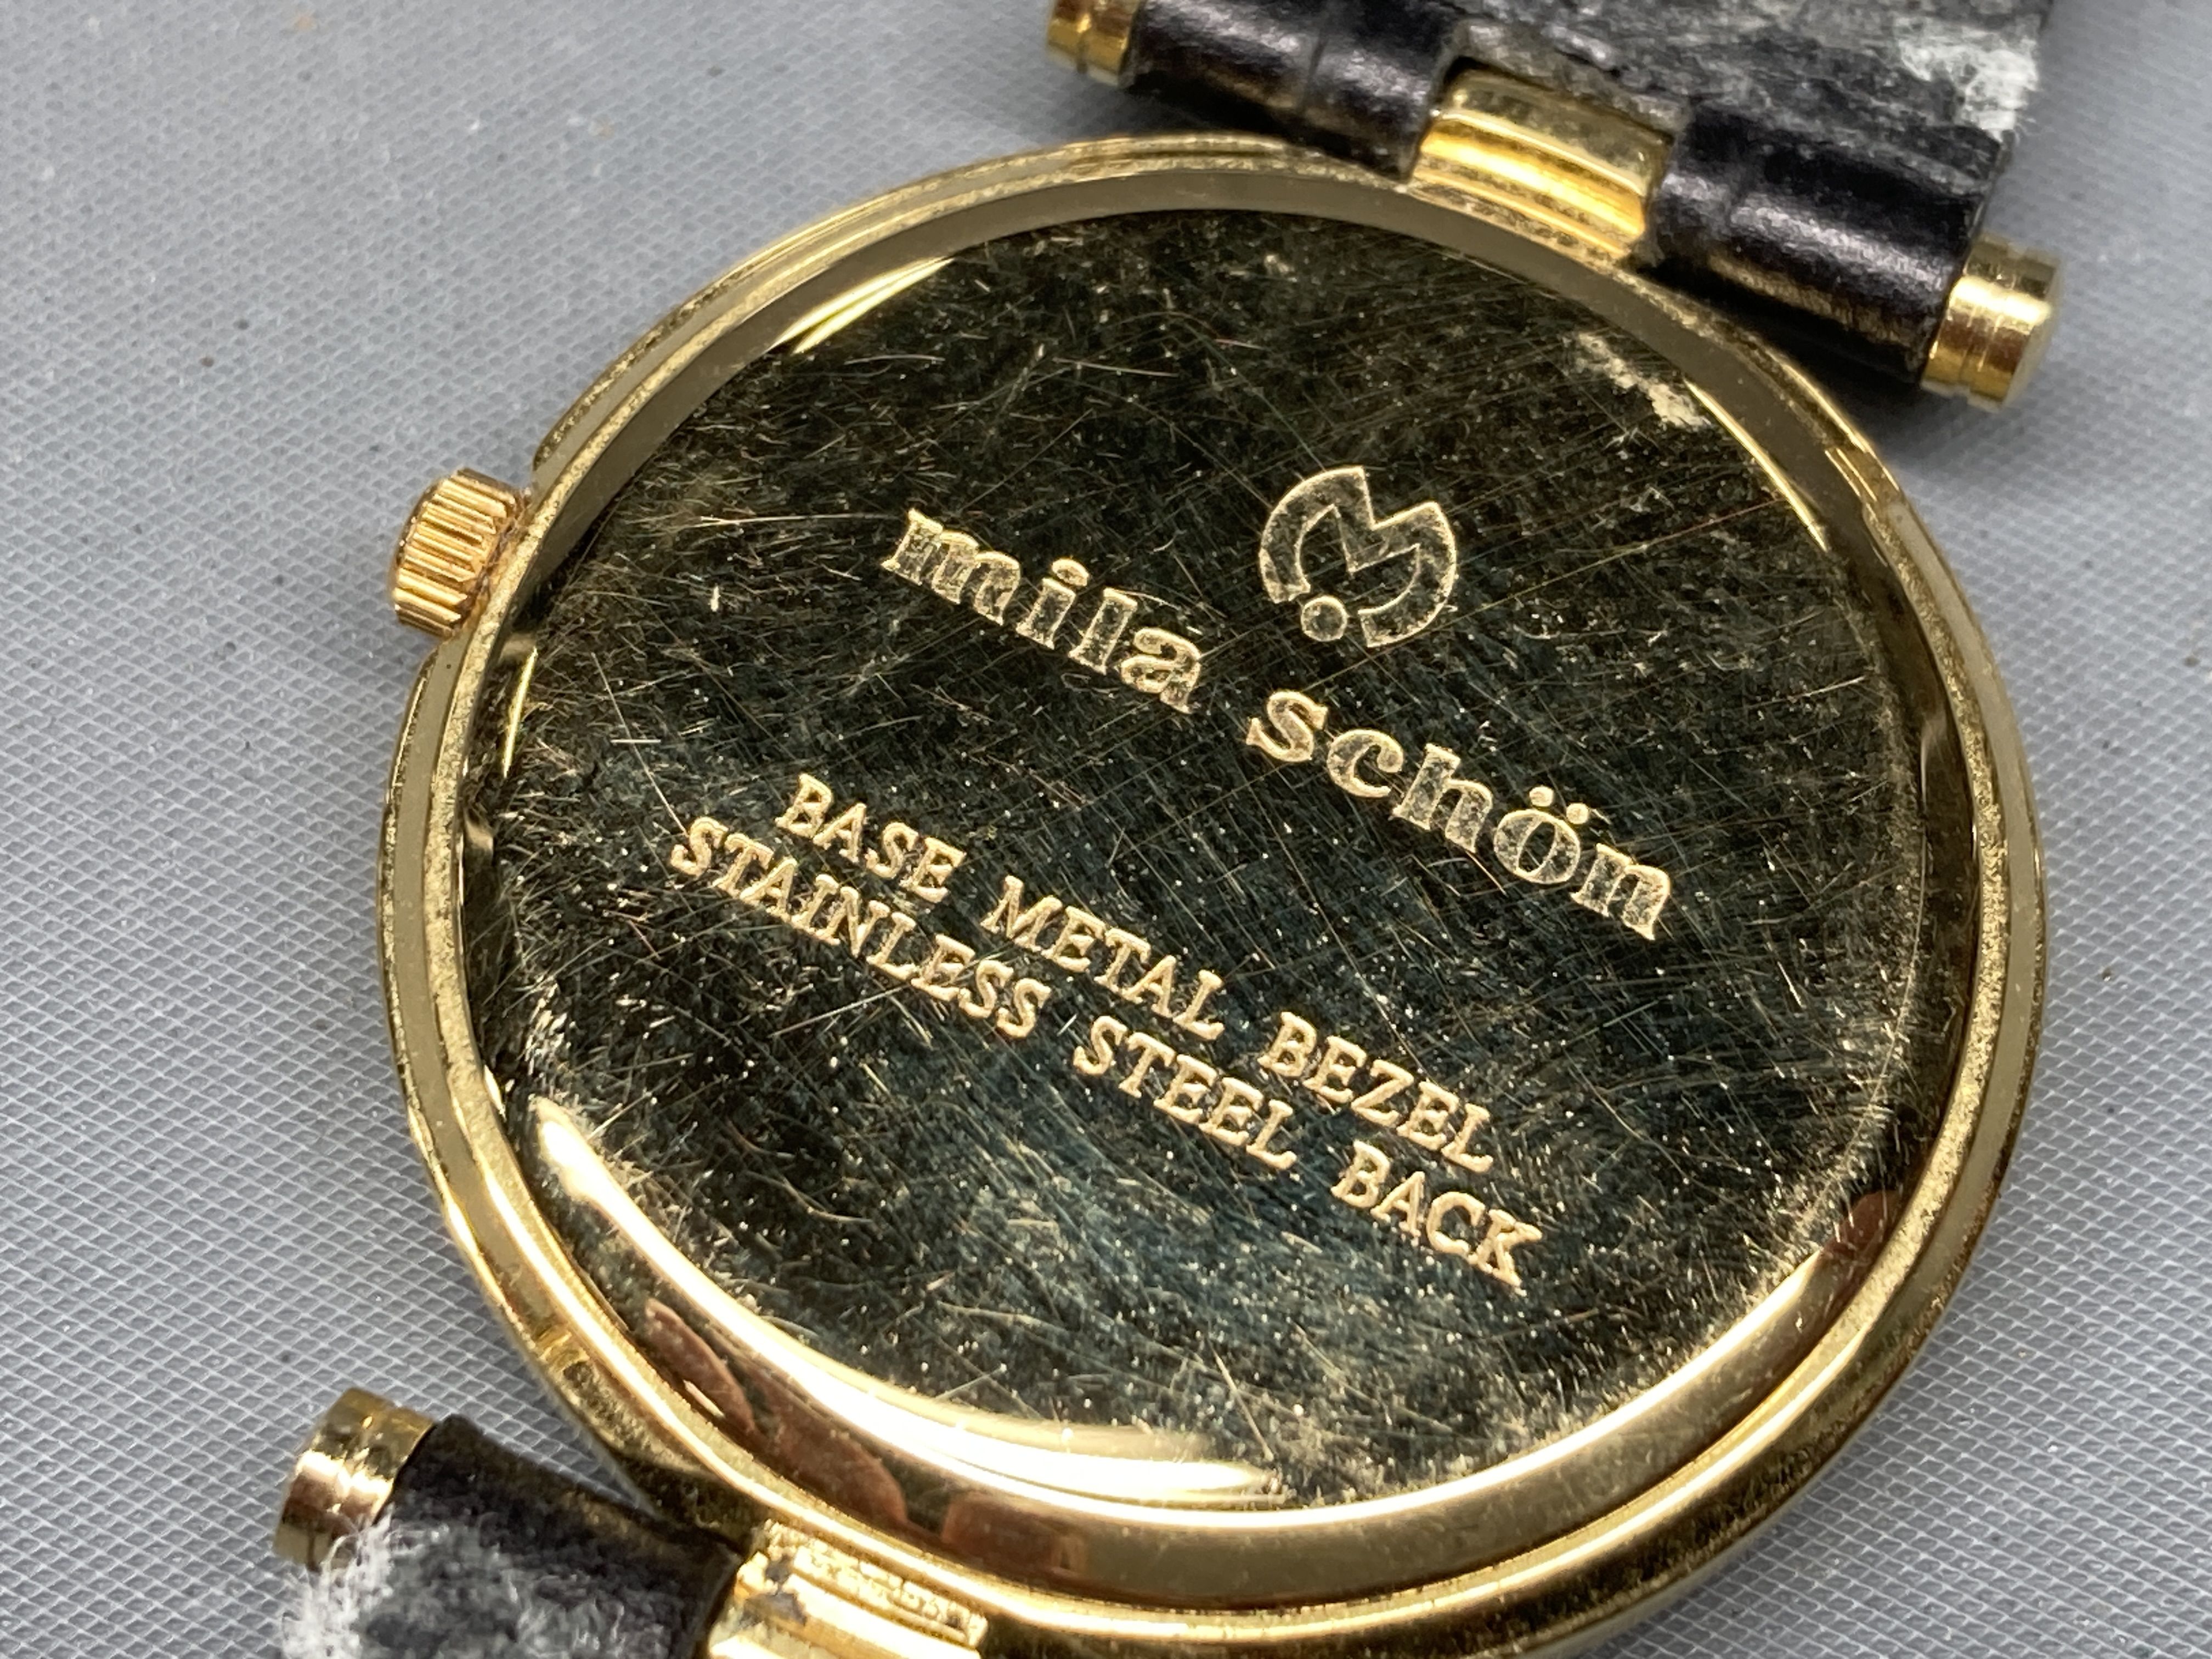 mila schön
BASE METAL BEZEL
STAINLESS STEEL BACK